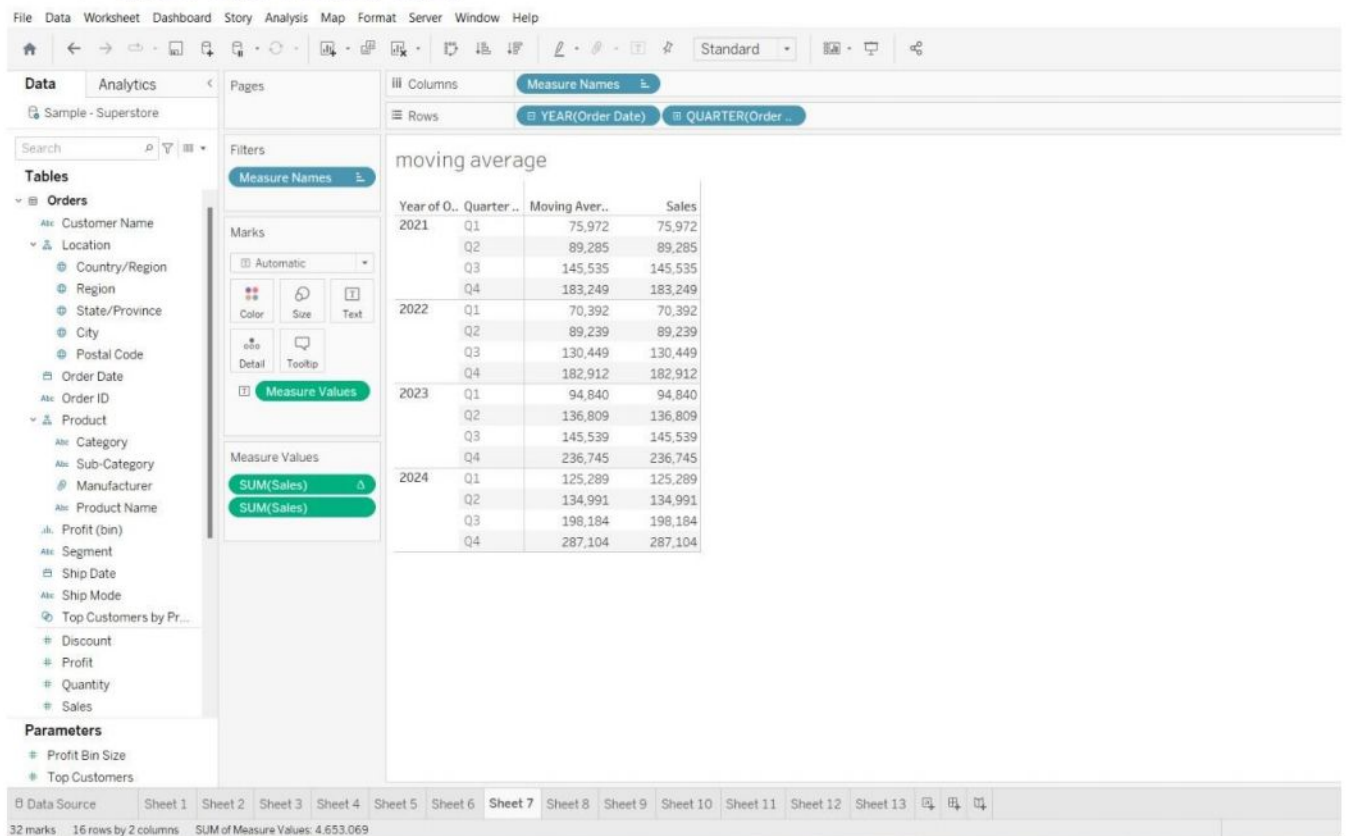 File Data Worksheet Dashboard Story Analysis Map Format Server Window Help
Standard
Data Analytics
Sample - Superstore
Search
Tables
Orders
Abc Customer Name
Location
Country/Region
Region
State/Province
City
Postal Code
Order Date
Abc Order ID
Product
Abc Category
Abc Sub-Category
Manufacturer
Abc Product Name
Profit (bin)
Abc Segment
Ship Date
Abc Ship Mode
Top Customers by Pr...
# Discount
# Profit
# Quantity
# Sales
Parameters
# Profit Bin Size
# Top Customers
Pages
Filters
Measure Names
Marks
Automatic
Color Size Text
Detail Tooltip
Measure Values
Measure Values
SUM(Sales) Δ
SUM(Sales)
Columns Measure Names
Rows YEAR(Order Date) QUARTER(Order ..
moving average
Year of O.. Quarter .. Moving Aver.. Sales
2021 Q1 75,972 75,972
Q2 89,285 89,285
Q3 145,535 145,535
Q4 183,249 183,249
2022 Q1 70,392 70,392
Q2 89,239 89,239
Q3 130,449 130,449
Q4 182,912 182,912
2023 Q1 94,840 94,840
Q2 136,809 136,809
Q3 145,539 145,539
Q4 236,745 236,745
2024 Q1 125,289 125,289
Q2 134,991 134,991
Q3 198,184 198,184
Q4 287,104 287,104
Data Source Sheet 1 Sheet 2 Sheet 3 Sheet 4 Sheet 5 Sheet 6 Sheet 7 Sheet 8 Sheet 9 Sheet 10 Sheet 11 Sheet 12 Sheet 13
32 marks 16 rows by 2 columns SUM of Measure Values: 4,653,069